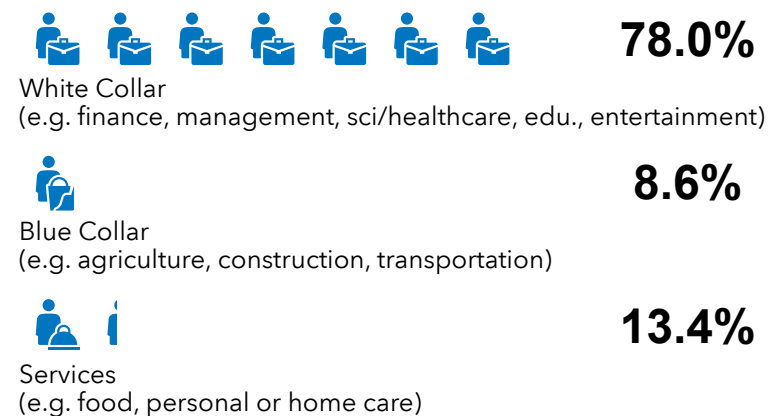 78.0%
White Collar
(e.g. finance, management, sci/healthcare, edu., entertainment)
8.6%
Blue Collar
(e.g. agriculture, construction, transportation)
13.4%
Services
(e.g. food, personal or home care)